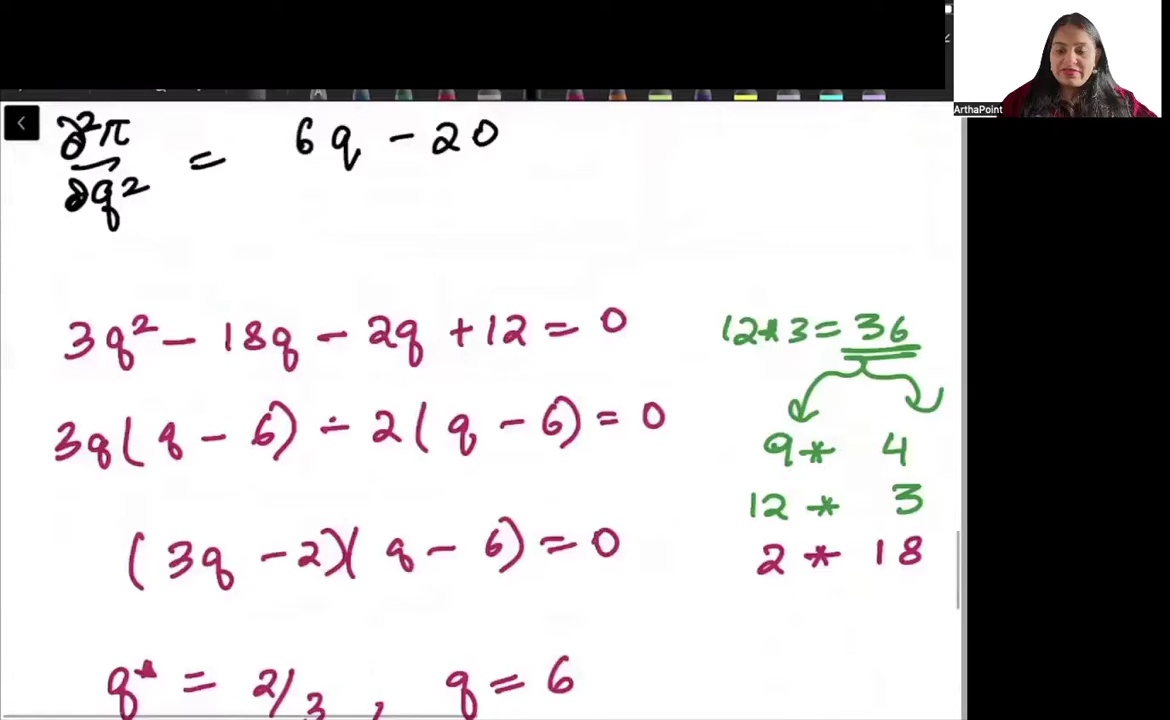 ArthaPoint
∂²π/∂q² = 6q - 20
3q² - 18q - 2q + 12 = 0
3q(q - 6) - 2(q - 6) = 0
(3q - 2)(q - 6) = 0
q* = 2/3 , q = 6
12*3 = 36
9 * 4
12 * 3
2 * 18